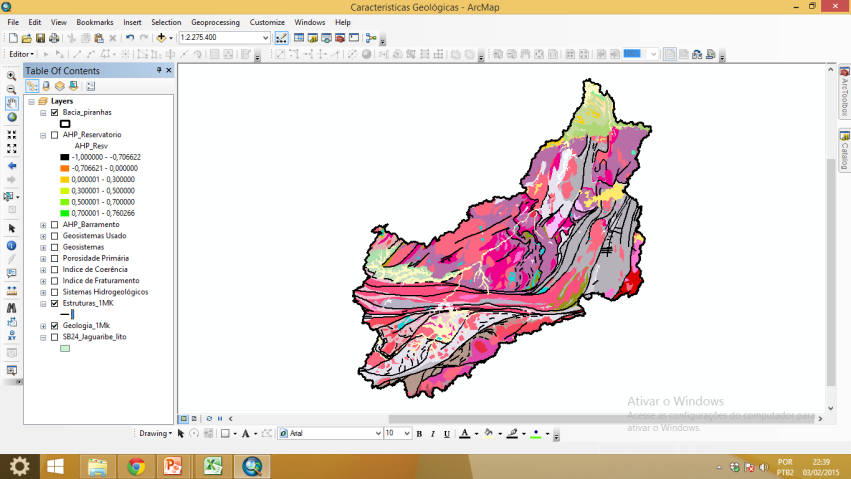 Características Geológicas - ArcMap
File Edit View Bookmarks Insert Selection Geoprocessing Customize Windows Help
1:2.275.400
Editor
Table Of Contents
Layers
Bacia_piranhas
AHP_Reservatorio
AHP_Resv
-1,000000 - -0,706622
-0,706621 - 0,000000
0,000001 - 0,300000
0,300001 - 0,500000
0,500001 - 0,700000
0,700001 - 0,760266
AHP_Barramento
Geosistemas Usado
Geosistemas
Porosidade Primária
Indice de Coerência
Indice de Fraturamento
Sistemas Hidrogeológicos
Estruturas_1MK
Geologia_1Mk
SB24_Jaguaribe_lito
ArcToolbox
Catalog
Ativar o Windows
Acesse as configurações do computador para
ativar o Windows.
Drawing A Arial 10 B I U A
POR
PTB2
22:39
03/02/2015